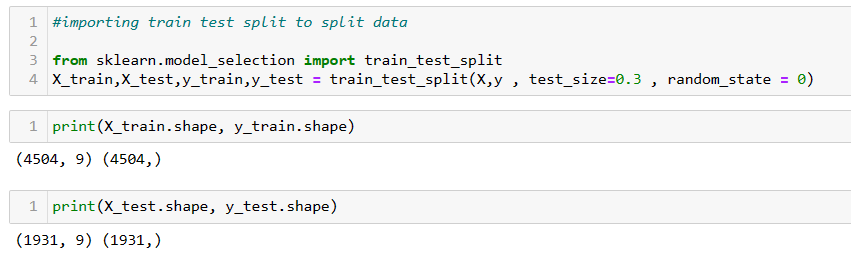 1 #importing train test split to split data
2
3 from sklearn.model_selection import train_test_split
4 X_train,X_test,y_train,y_test = train_test_split(X,y , test_size=0.3 , random_state = 0)
1 print(X_train.shape, y_train.shape)
(4504, 9) (4504,)
1 print(X_test.shape, y_test.shape)
(1931, 9) (1931,)